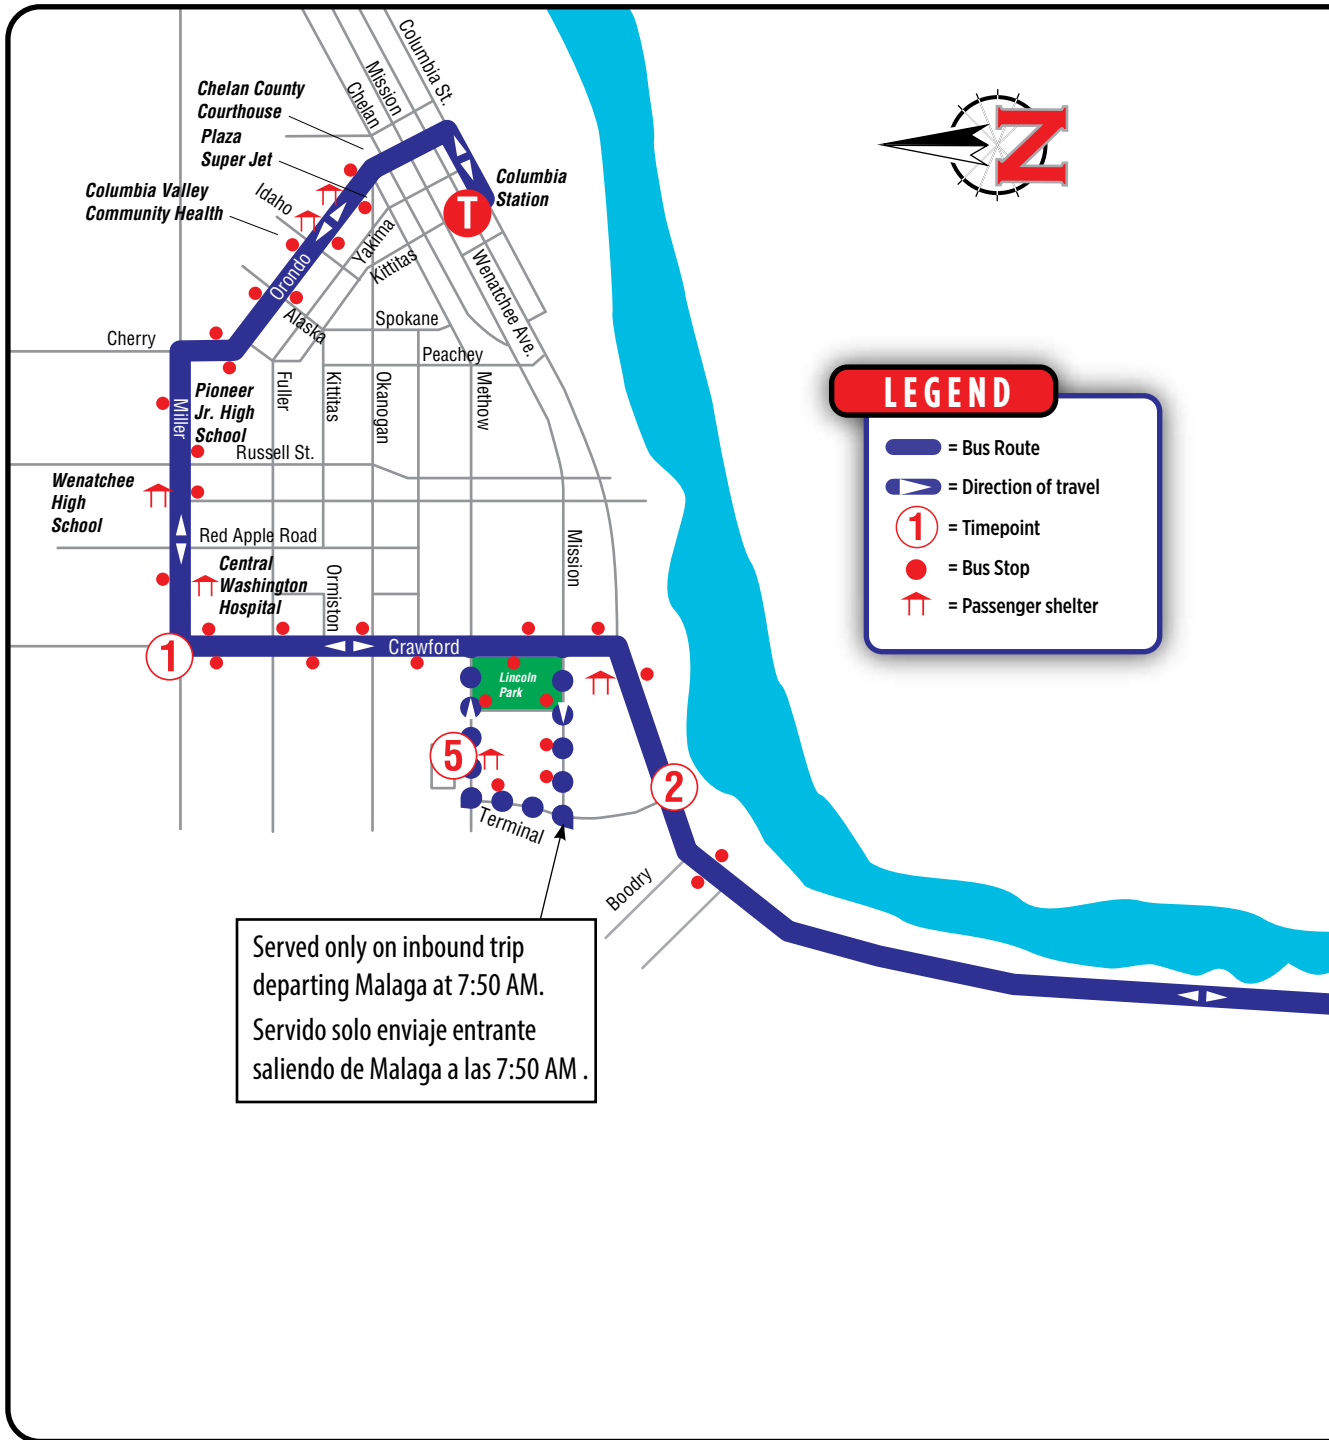 Columbia St.
Mission
Chelan
Chelan County
Courthouse
Plaza
Super Jet
Columbia Valley
Community Health
Idaho
Columbia
Station
T
N
Yakima
Kittitas
Orondo
Wenatchee Ave.
Alaska
Spokane
Cherry
Peachey
Pioneer
Jr. High
School
Miller
Fuller
Kittitas
Okanogan
Methow
LEGEND
= Bus Route
= Direction of travel
1 = Timepoint
= Bus Stop
= Passenger shelter
Russell St.
Wenatchee
High
School
Red Apple Road
Central
Washington
Hospital
Ormiston
Mission
1
Crawford
Lincoln
Park
5
2
Terminal
Boodry
Served only on inbound trip
departing Malaga at 7:50 AM.
Servido solo enviaje entrante
saliendo de Malaga a las 7:50 AM .